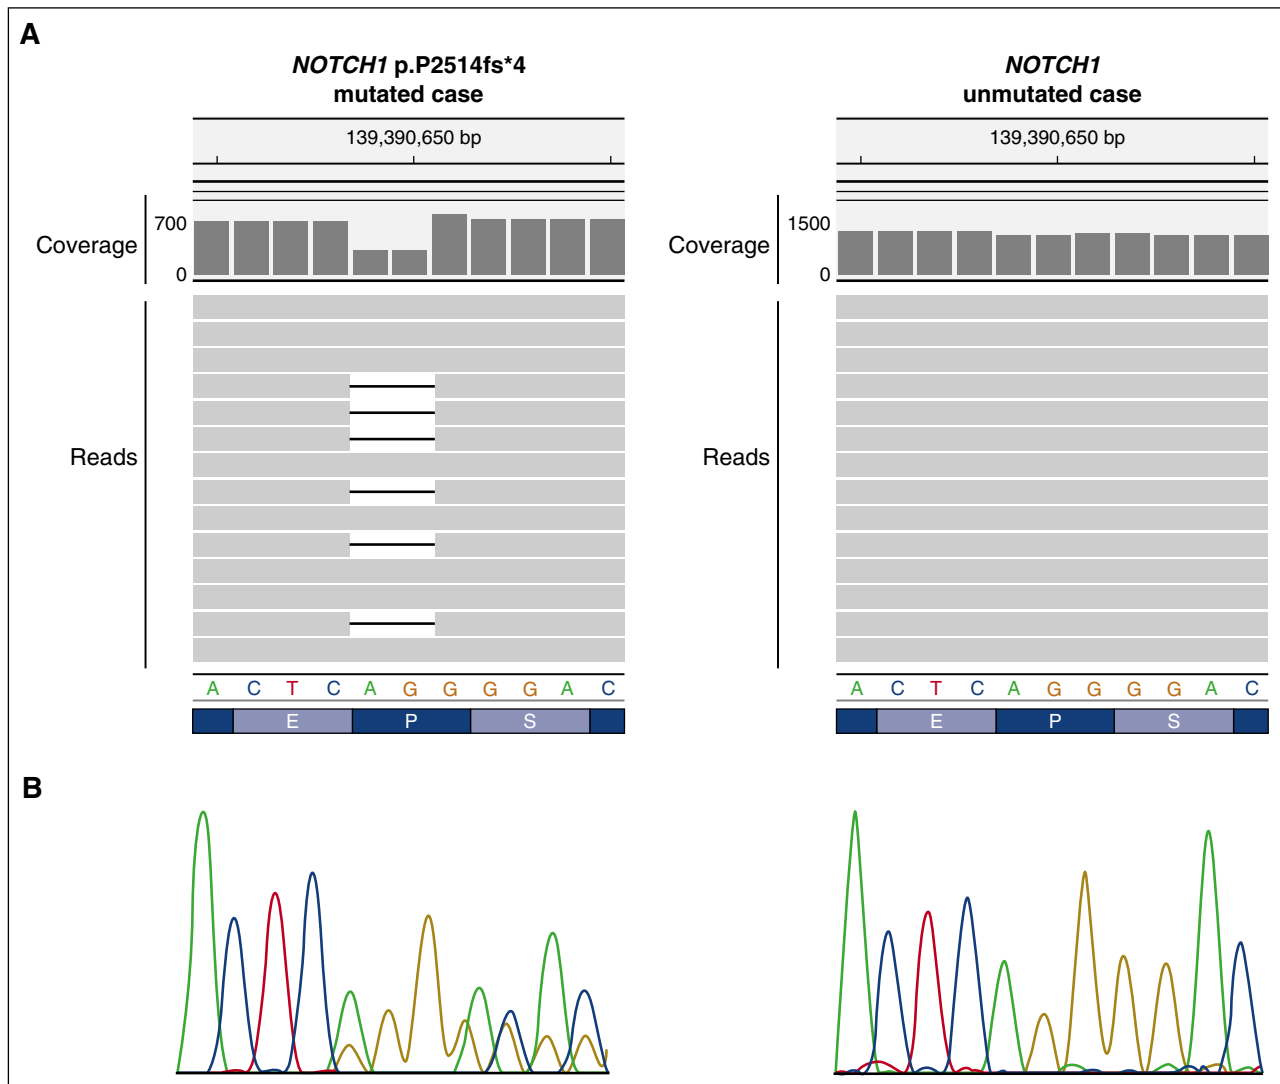 A
NOTCH1 p.P2514fs*4
mutated case
NOTCH1
unmutated case
139,390,650 bp
139,390,650 bp
Coverage
700
0
Coverage
1500
0
Reads
Reads
A C T C A G G G G A C
A C T C A G G G G A C
E P S
E P S
B